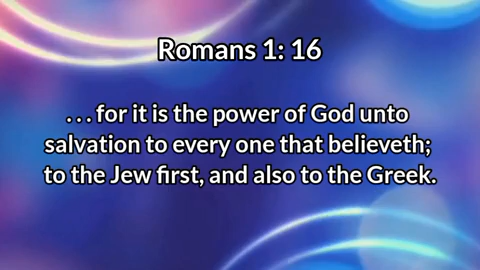 Romans 1: 16
. . . for it is the power of God unto
salvation to every one that believeth;
to the Jew first, and also to the Greek.